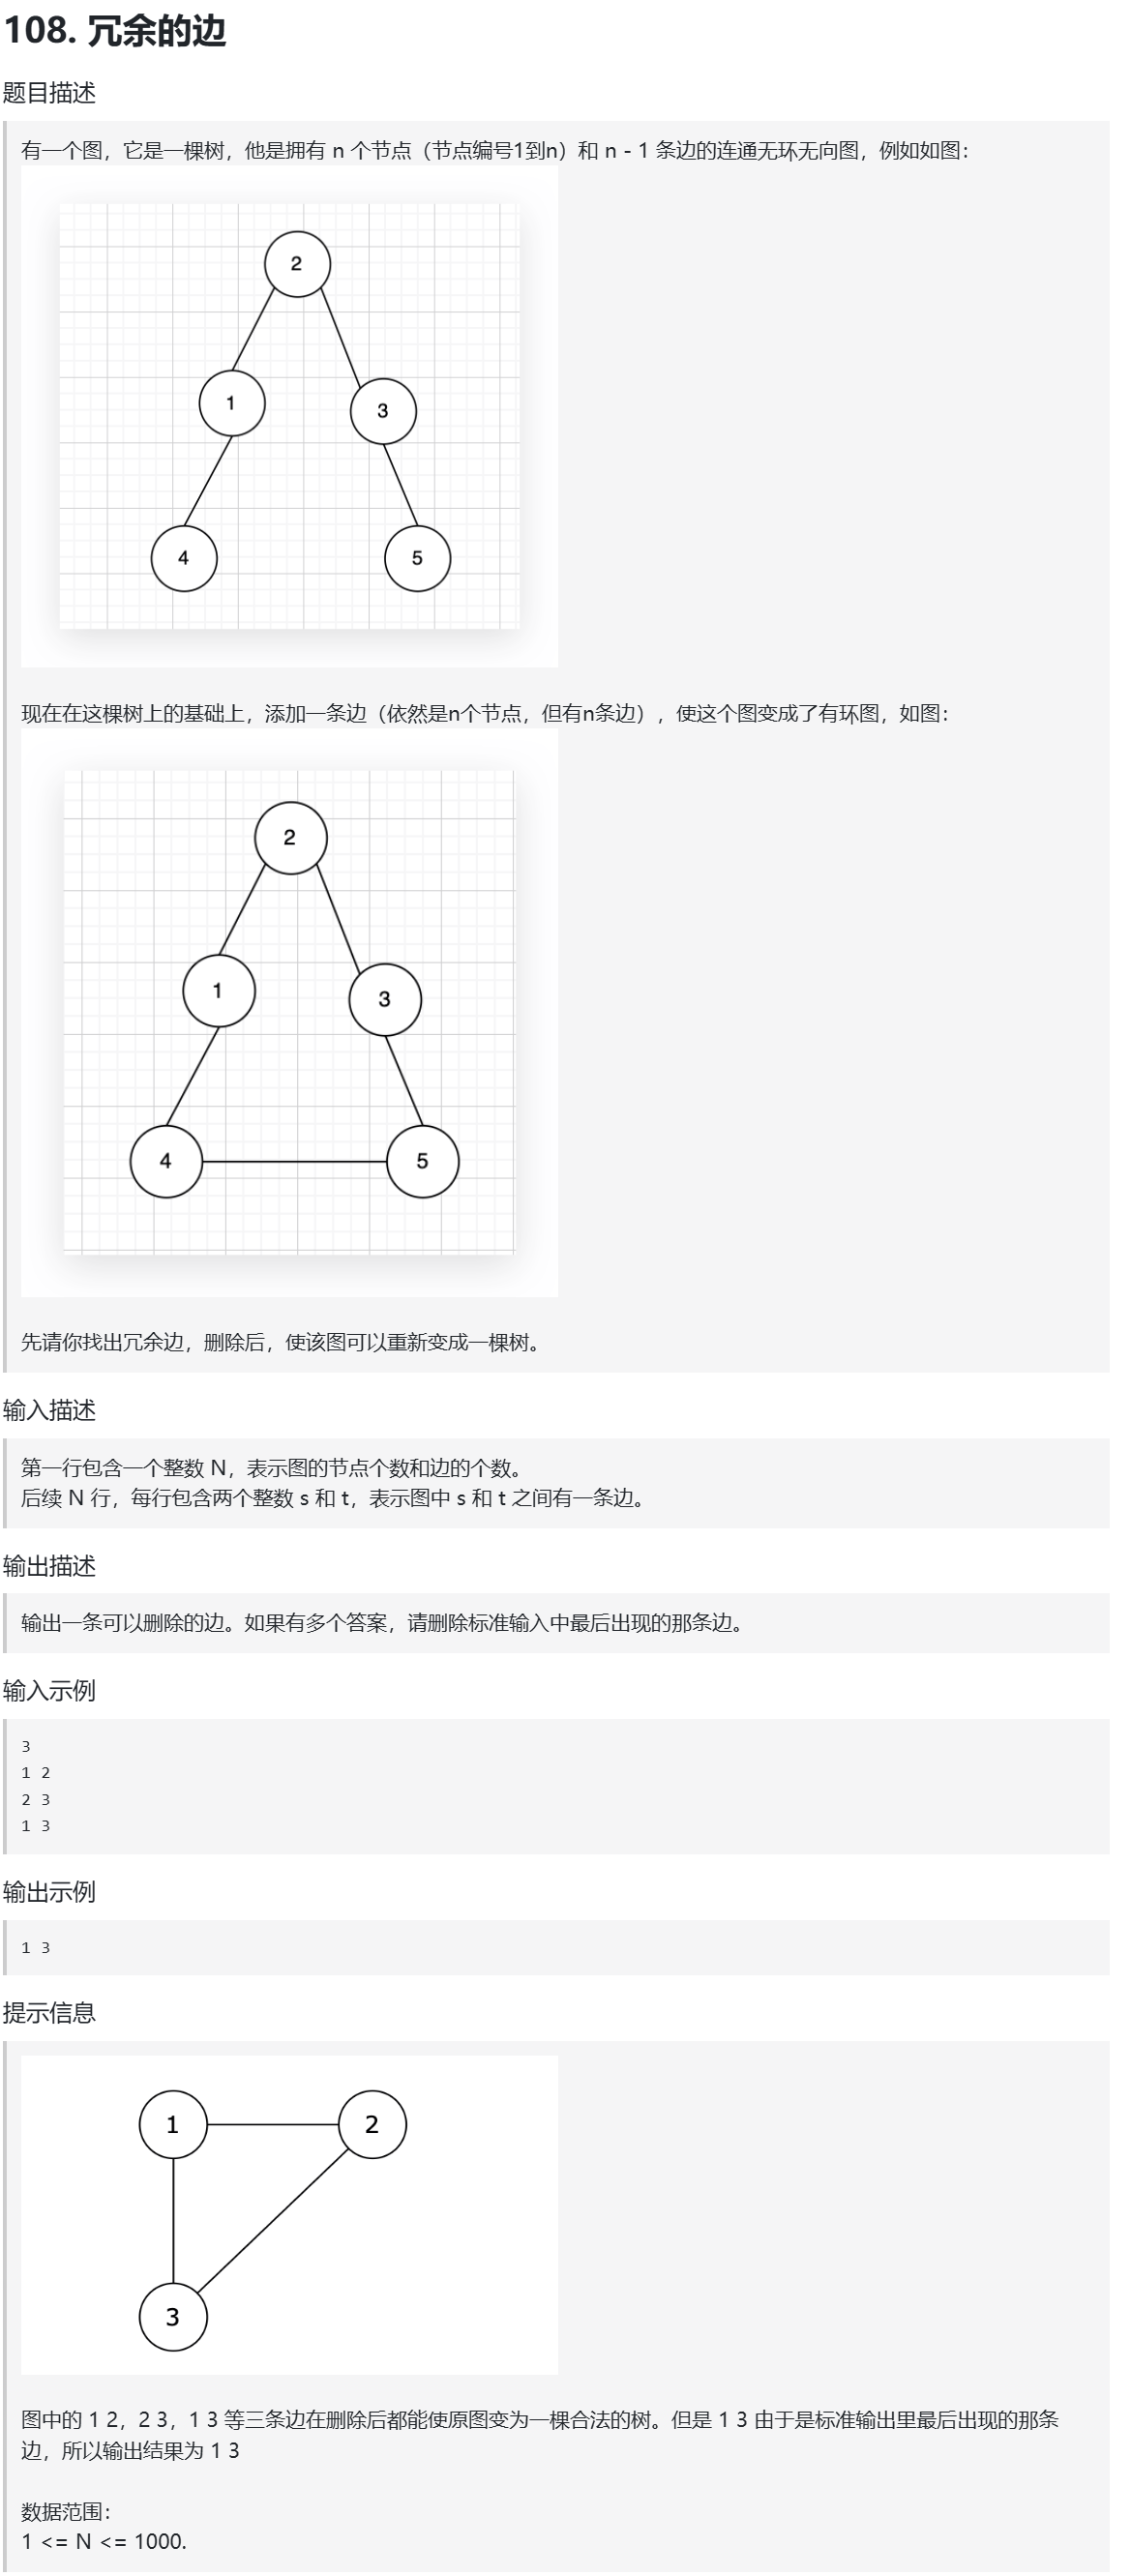 108. 冗余的边
题目描述
有一个图，它是一棵树，他是拥有 n 个节点（节点编号1到n）和 n - 1 条边的连通无环无向图，例如如图：
2
1
3
4
5
现在在这棵树上的基础上，添加一条边（依然是n个节点，但有n条边），使这个图变成了有环图，如图：
2
1
3
4
5
先请你找出冗余边，删除后，使该图可以重新变成一棵树。
输入描述
第一行包含一个整数 N，表示图的节点个数和边的个数。
后续 N 行，每行包含两个整数 s 和 t，表示图中 s 和 t 之间有一条边。
输出描述
输出一条可以删除的边。如果有多个答案，请删除标准输入中最后出现的那条边。
输入示例
3
1 2
2 3
1 3
输出示例
1 3
提示信息
1
2
3
图中的 1 2，2 3，1 3 等三条边在删除后都能使原图变为一棵合法的树。但是 1 3 由于是标准输出里最后出现的那条
边，所以输出结果为 1 3
数据范围：
1 <= N <= 1000.